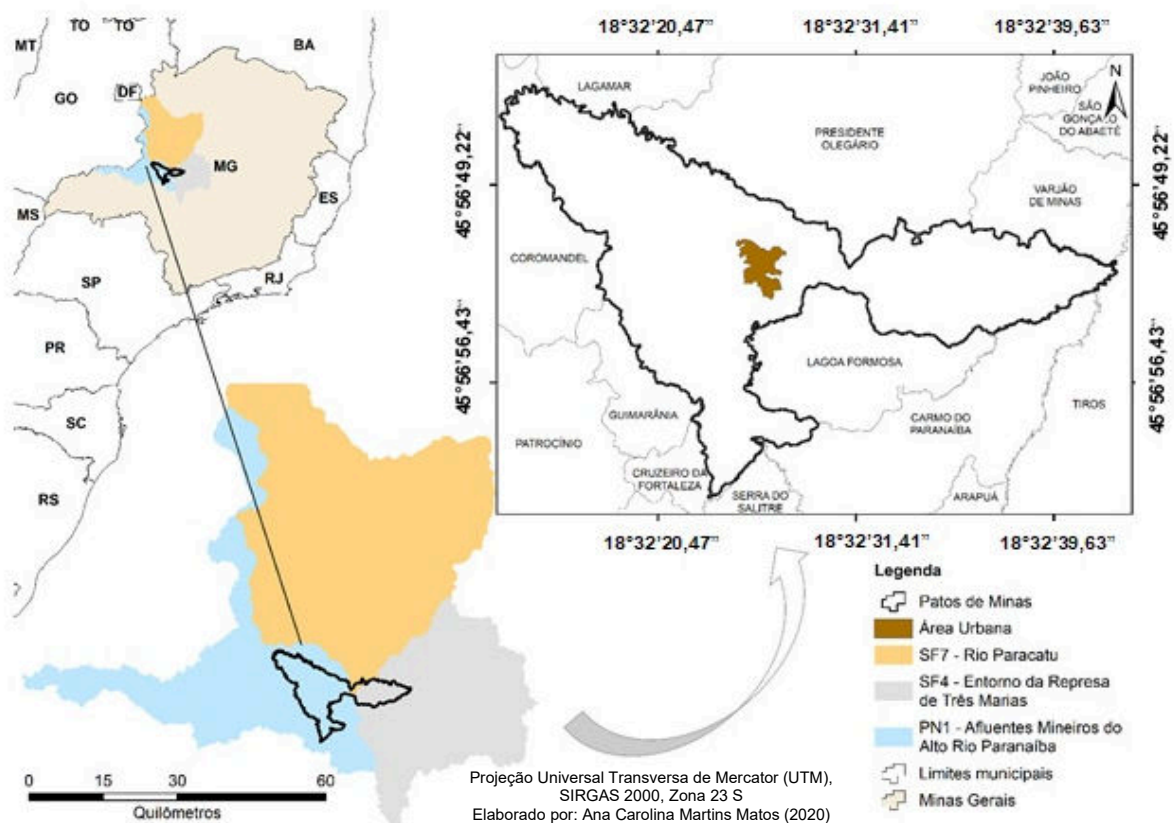 TO TO
MT
BA
GO
DF
MG
ES
MS
SP
RJ
PR
SC
RS
18°32'20,47" 18°32'31,41" 18°32'39,63"
45°56'49,22" 45°56'49,22"
45°56'56,43" 45°56'56,43"
LAGAMAR
JOÃO
PINHEIRO
N
SÃO
GONÇALO
DO ABAETÉ
PRESIDENTE
OLEGÁRIO
VARJÃO
DE MINAS
COROMANDEL
LAGOA FORMOSA
TIROS
GUIMARÂNIA
CARMO DO
PARANAÍBA
PATROCÍNIO
CRUZEIRO DA
FORTALEZA
SERRA DO
SALITRE
ARAPUÁ
18°32'20,47" 18°32'31,41" 18°32'39,63"
Legenda
Patos de Minas
Área Urbana
SF7 - Rio Paracatu
SF4 - Entorno da Represa
de Três Marias
PN1 - Afluentes Mineiros do
Alto Rio Paranaíba
Limites municipais
Minas Gerais
0 15 30 60
Quilômetros
Projeção Universal Transversa de Mercator (UTM),
SIRGAS 2000, Zona 23 S
Elaborado por: Ana Carolina Martins Matos (2020)